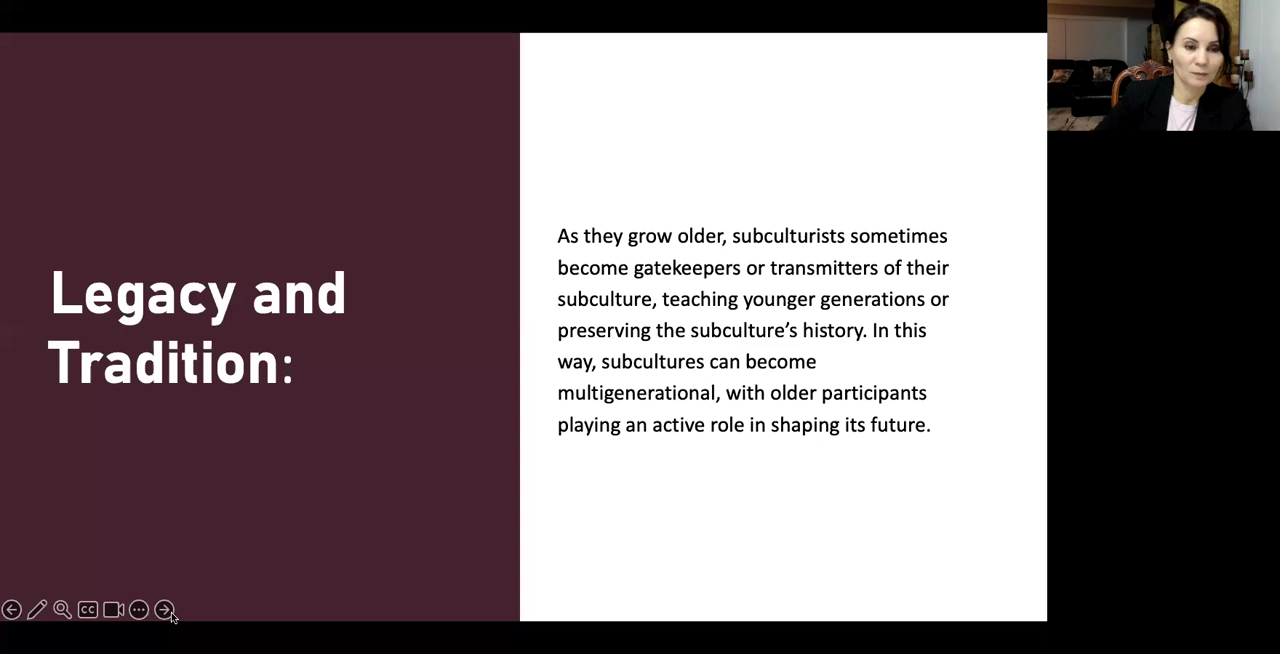 Legacy and
Tradition:
As they grow older, subculturists sometimes
become gatekeepers or transmitters of their
subculture, teaching younger generations or
preserving the subculture’s history. In this
way, subcultures can become
multigenerational, with older participants
playing an active role in shaping its future.
CC